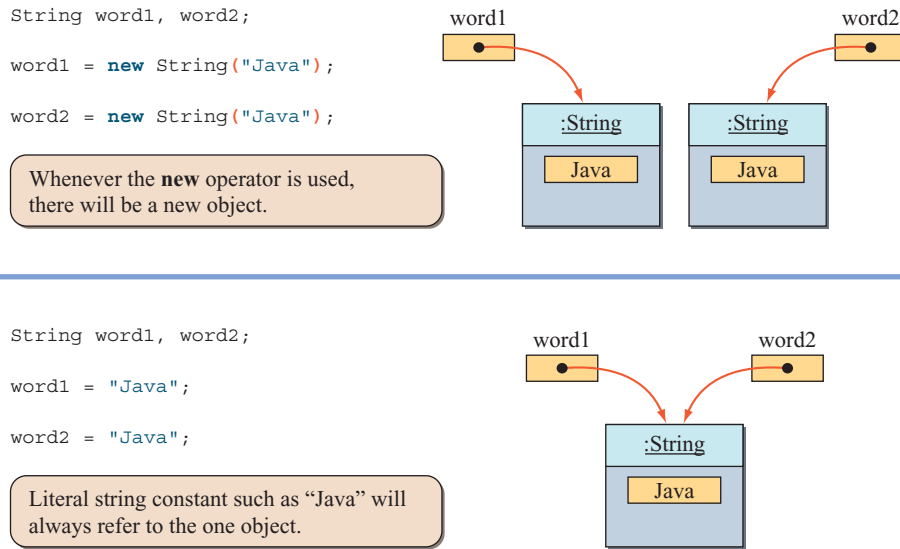 String word1, word2;
word1 = new String("Java");
word2 = new String("Java");
Whenever the new operator is used,
there will be a new object.
word1
word2
:String
Java
:String
Java
String word1, word2;
word1 = "Java";
word2 = "Java";
Literal string constant such as “Java” will
always refer to the one object.
word1
word2
:String
Java